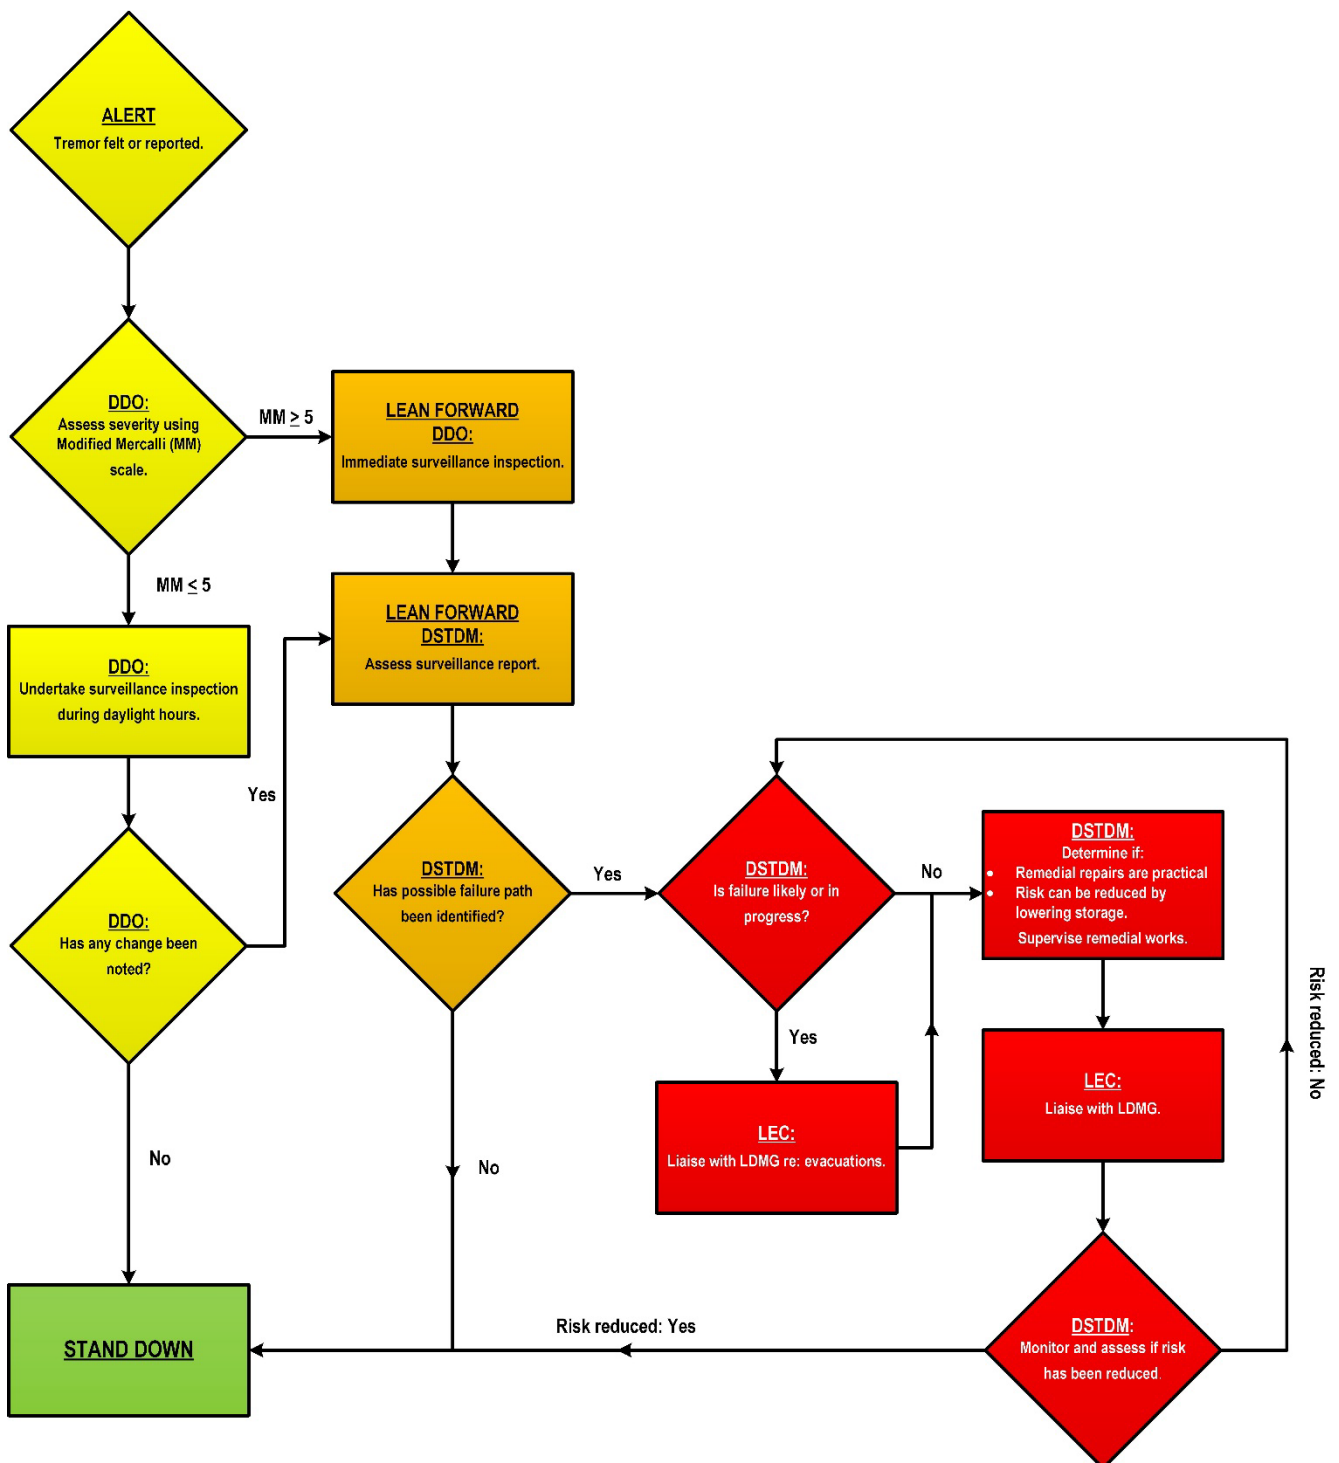 ALERT
Tremor felt or reported.
DDO:
Assess severity using
Modified Mercalli (MM)
scale.
MM ≥ 5
LEAN FORWARD
DDO:
Immediate surveillance inspection.
MM ≤ 5
DDO:
Undertake surveillance inspection
during daylight hours.
LEAN FORWARD
DSTDM:
Assess surveillance report.
Yes
DDO:
Has any change been
noted?
No
DSTDM:
Has possible failure path
been identified?
Yes
No
DSTDM:
Is failure likely or in
progress?
No
Yes
LEC:
Liaise with LDMG re: evacuations.
DSTDM:
Determine if:
• Remedial repairs are practical
• Risk can be reduced by
lowering storage.
Supervise remedial works.
LEC:
Liaise with LDMG.
DSTDM:
Monitor and assess if risk
has been reduced.
Risk reduced: No
Risk reduced: Yes
STAND DOWN